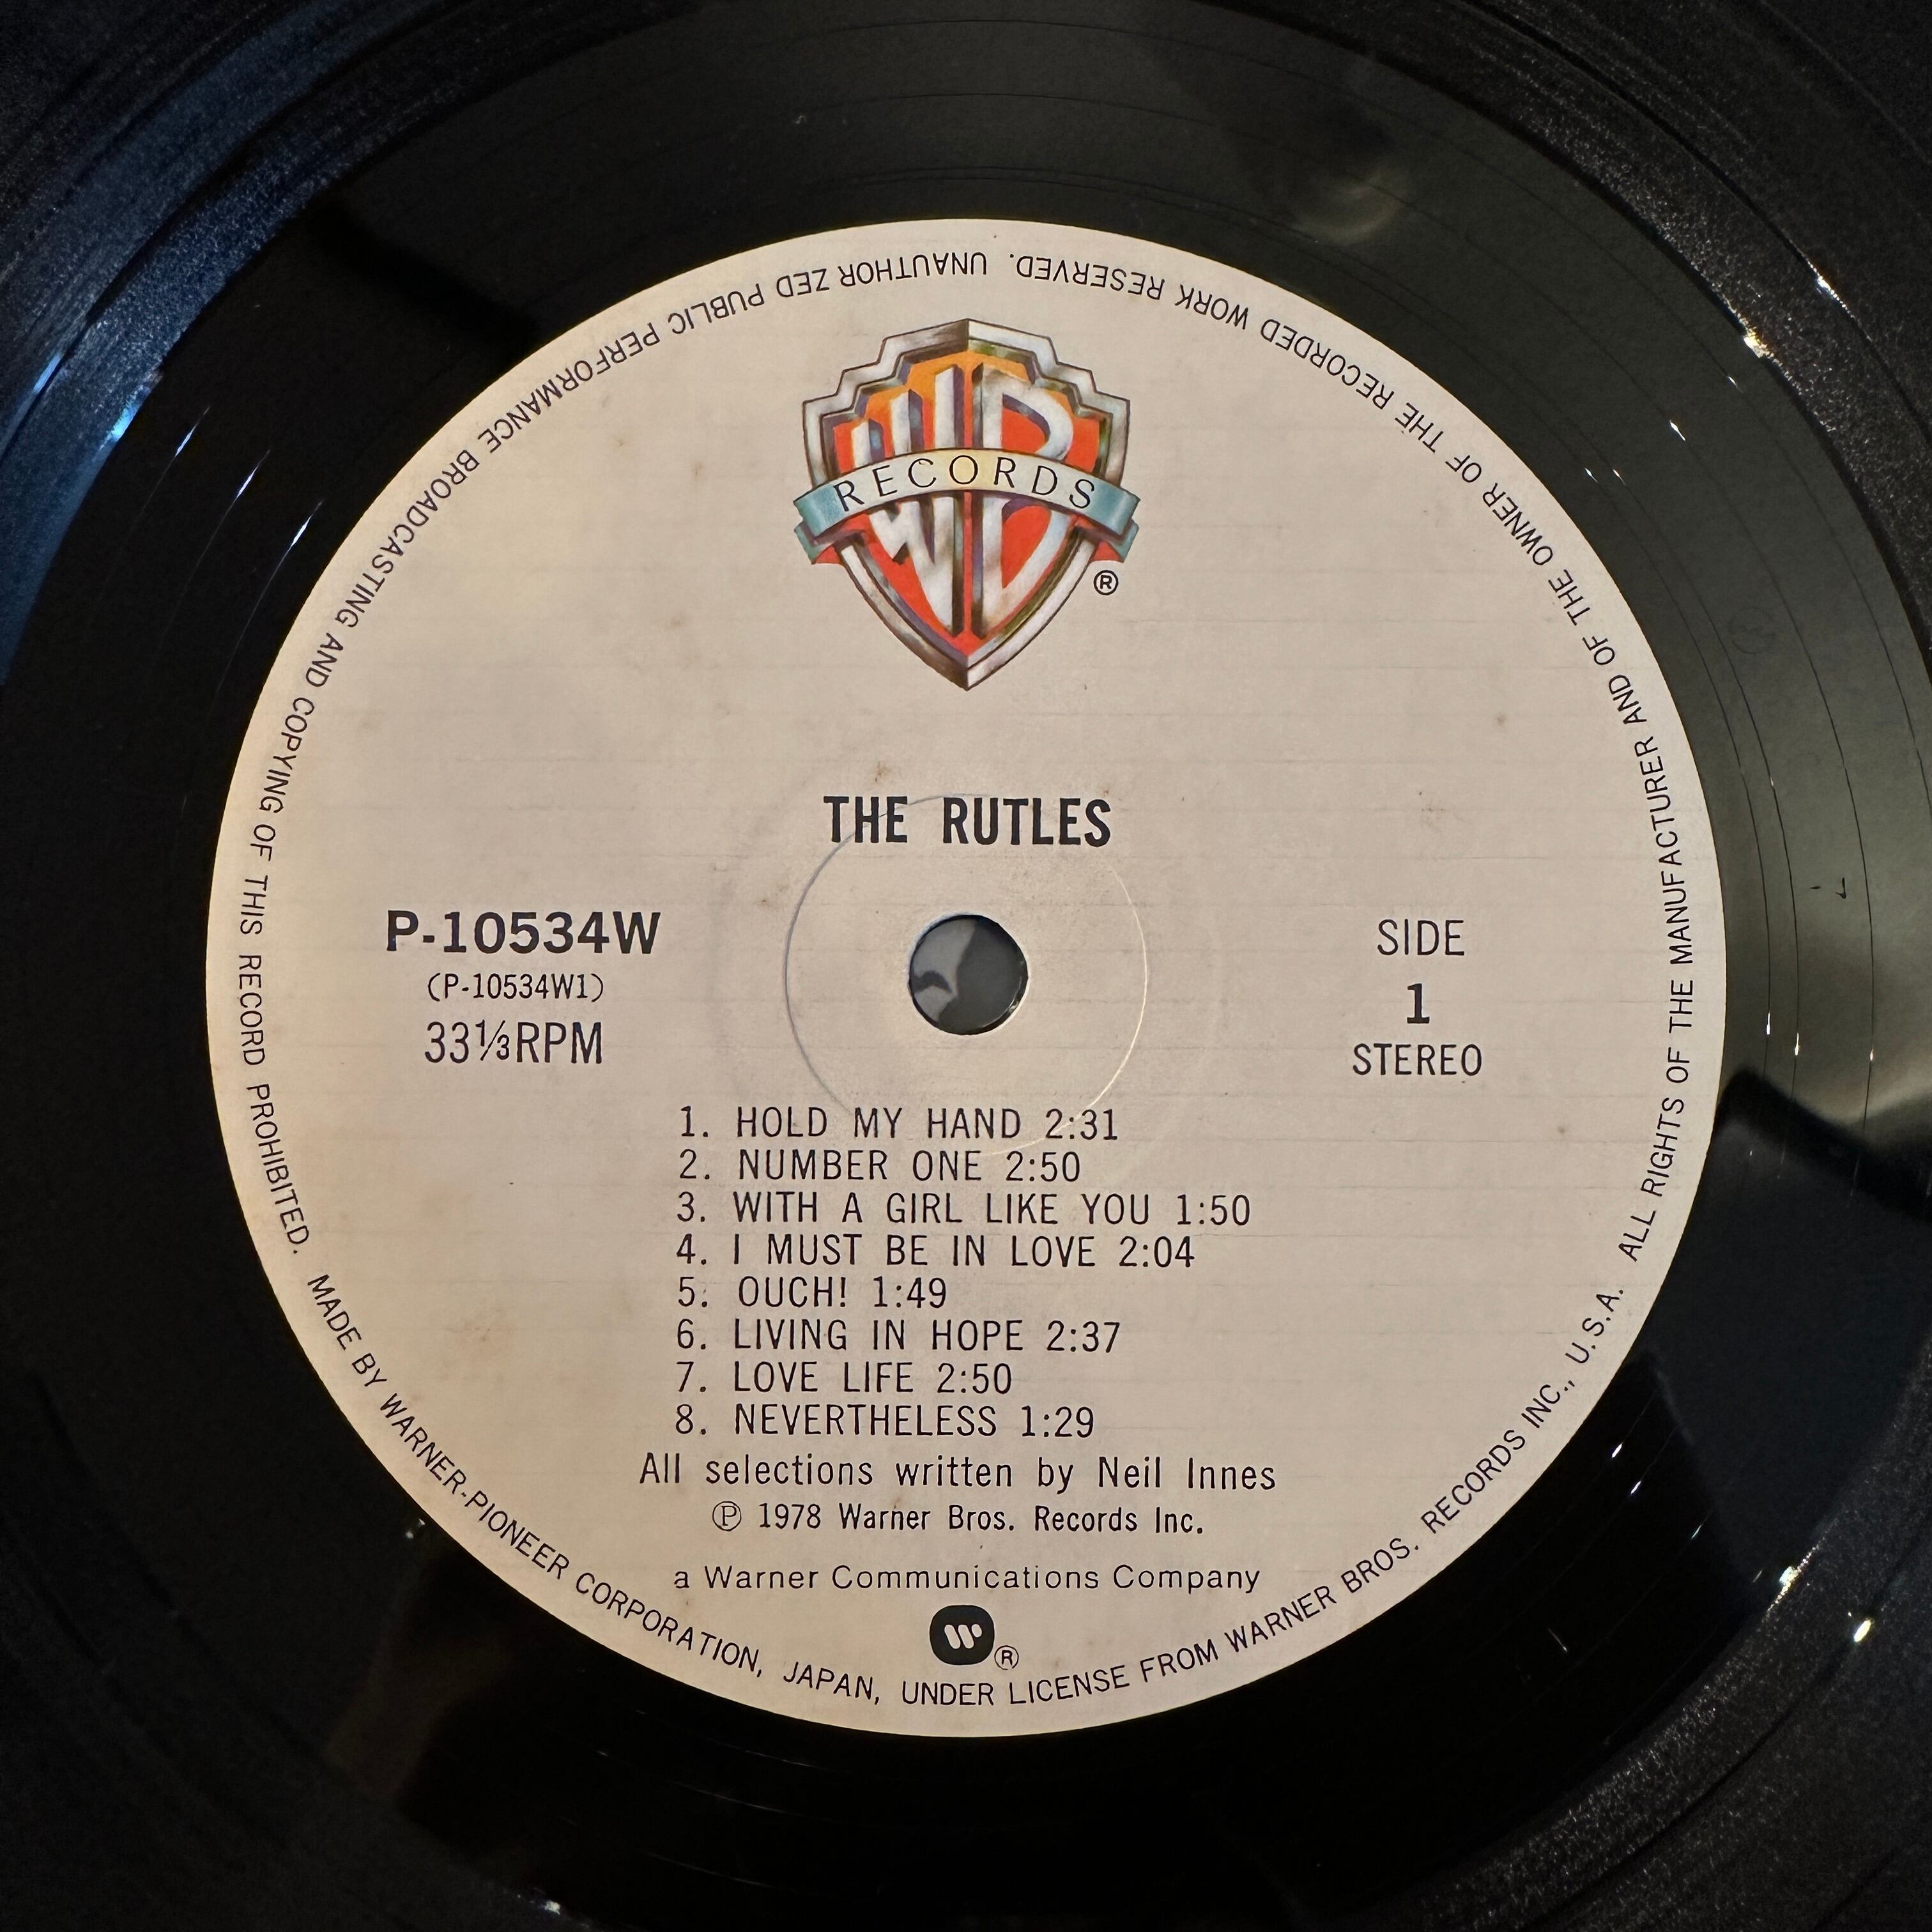 WB
RECORDS
®
THE RUTLES
P-10534W
(P-10534W1)
33⅓RPM
SIDE
1
STEREO
1. HOLD MY HAND 2:31
2. NUMBER ONE 2:50
3. WITH A GIRL LIKE YOU 1:50
4. I MUST BE IN LOVE 2:04
5. OUCH! 1:49
6. LIVING IN HOPE 2:37
7. LOVE LIFE 2:50
8. NEVERTHELESS 1:29
All selections written by Neil Innes
℗ 1978 Warner Bros. Records Inc.
a Warner Communications Company
W®
MADE BY WARNER-PIONEER CORPORATION, JAPAN, UNDER LICENSE FROM WARNER BROS. RECORDS INC., U.S.A. ALL RIGHTS OF THE MANUFACTURER AND OF THE OWNER OF THE RECORDED WORK RESERVED. UNAUTHOR ZED PUBLIC PERFORMANCE BROADCASTING AND COPYING OF THIS RECORD PROHIBITED.